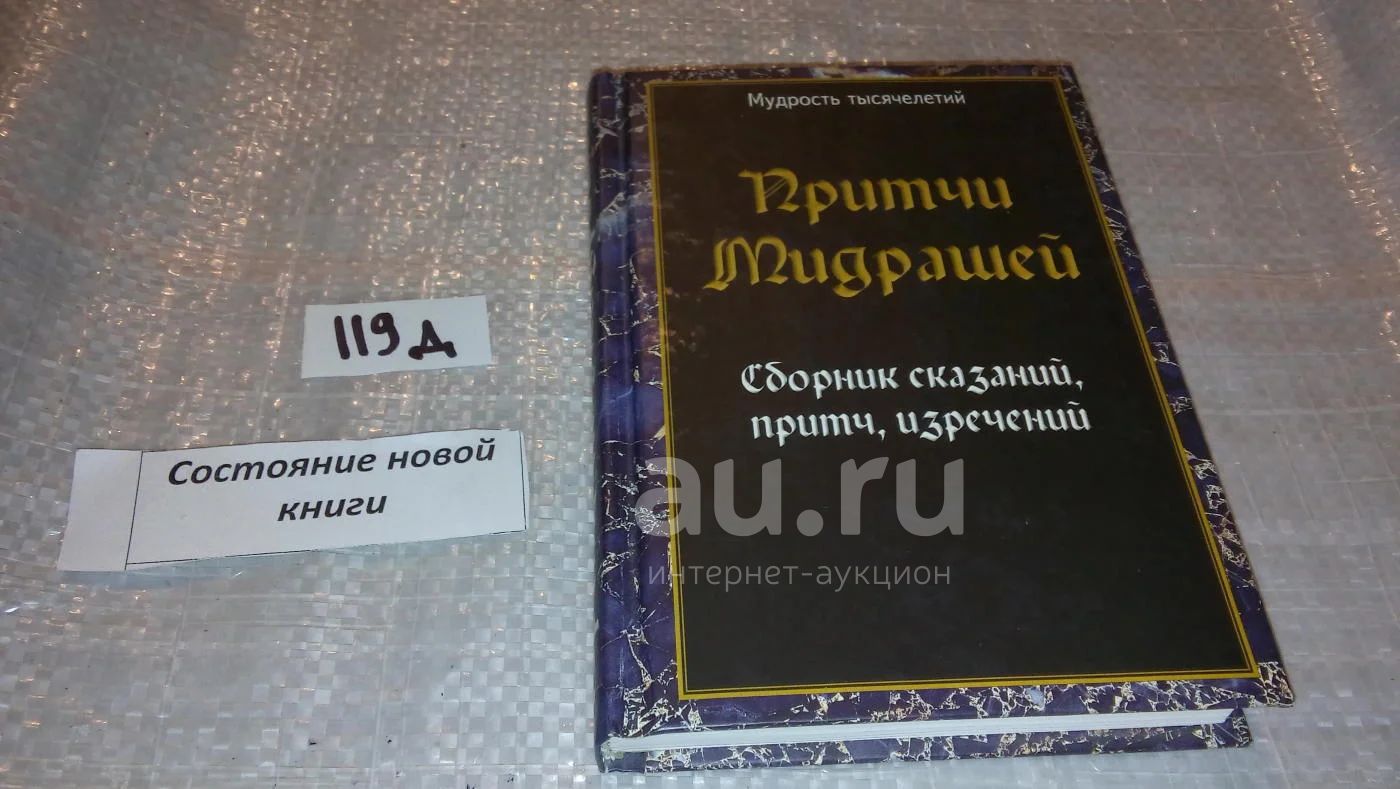 Мудрость тысячелетий
Притчи
Мидрашей
Сборник сказаний,
притч, изречений
119д
Состояние новой
книги
au.ru
интернет-аукцион